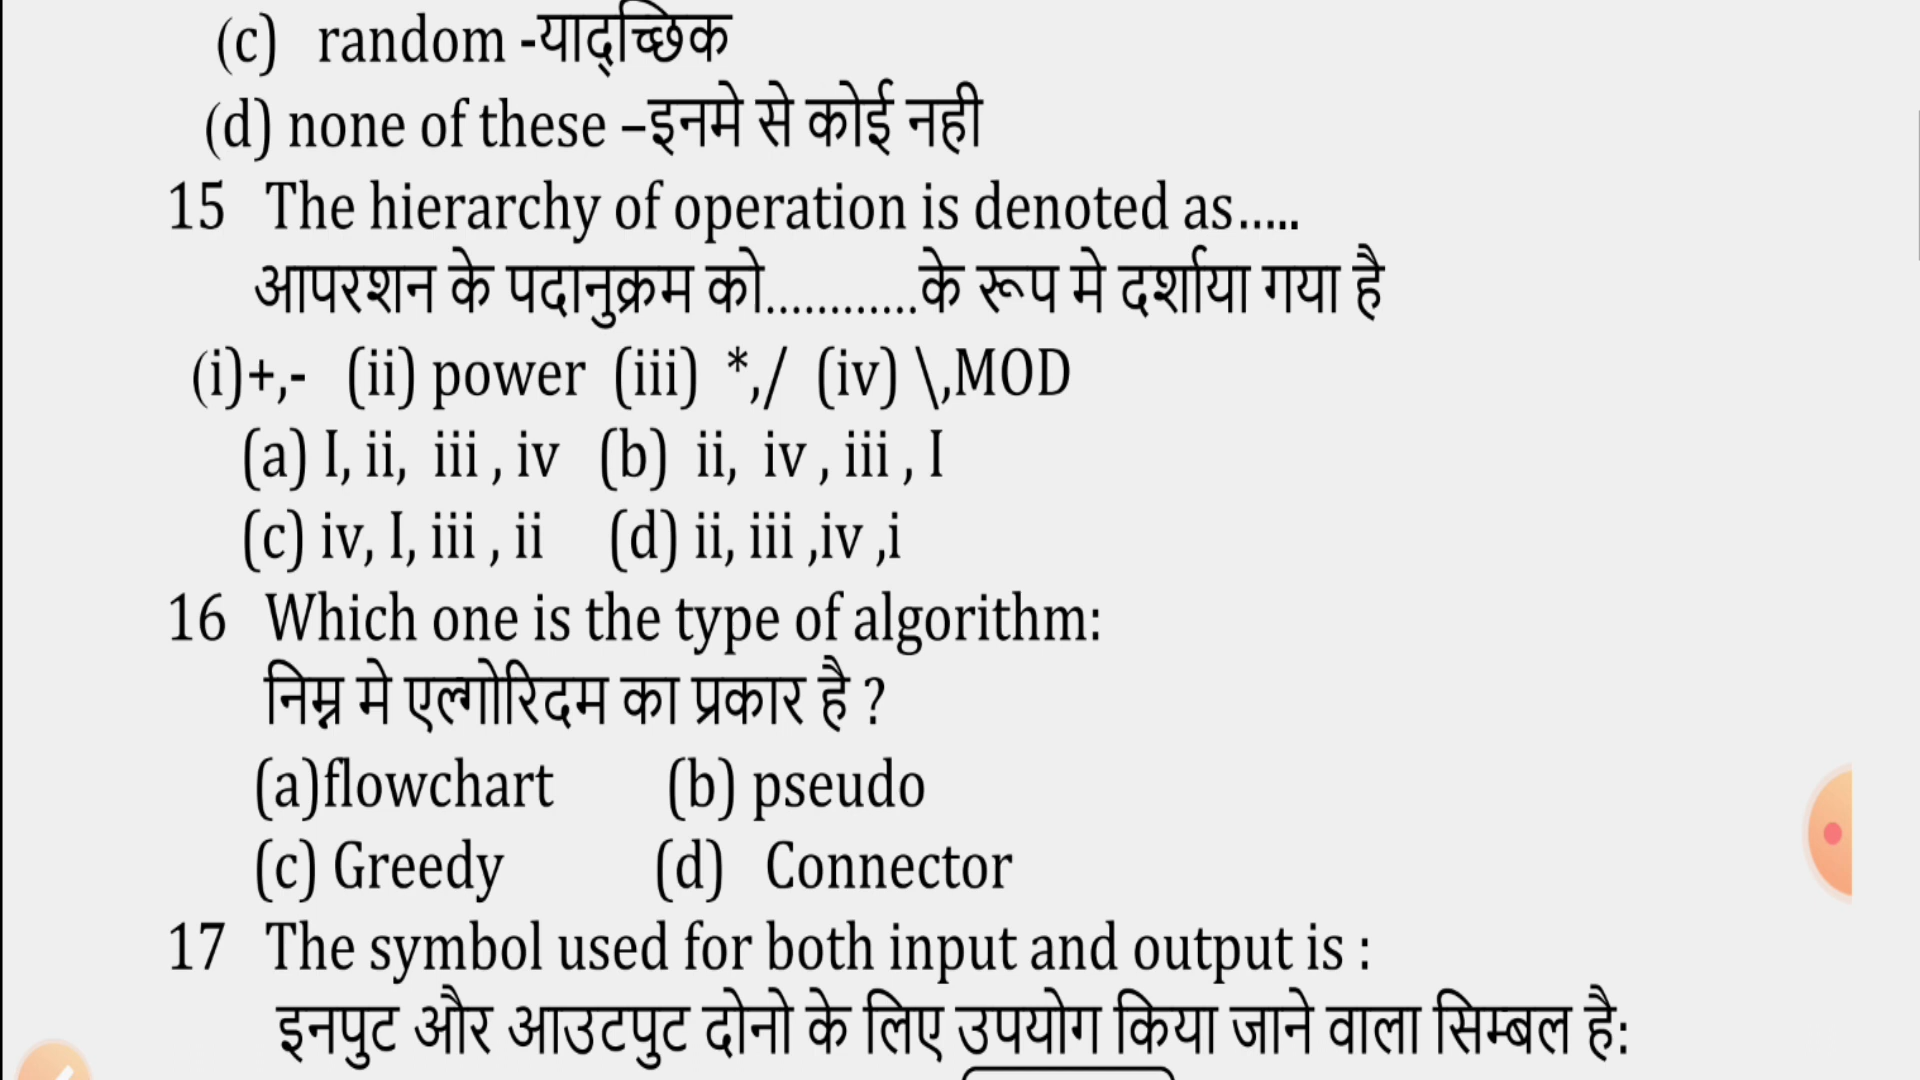 (c) random -यादृच्छिक
(d) none of these –इनमे से कोई नही
15 The hierarchy of operation is denoted as.....
आपरशन के पदानुक्रम को............के रूप मे दर्शाया गया है
(i)+,- (ii) power (iii) *,/ (iv) \,MOD
(a) I, ii, iii , iv (b) ii, iv , iii , I
(c) iv, I, iii , ii (d) ii, iii ,iv ,i
16 Which one is the type of algorithm:
निम्न मे एल्गोरिदम का प्रकार है ?
(a)flowchart (b) pseudo
(c) Greedy (d) Connector
17 The symbol used for both input and output is :
इनपुट और आउटपुट दोनो के लिए उपयोग किया जाने वाला सिम्बल है: